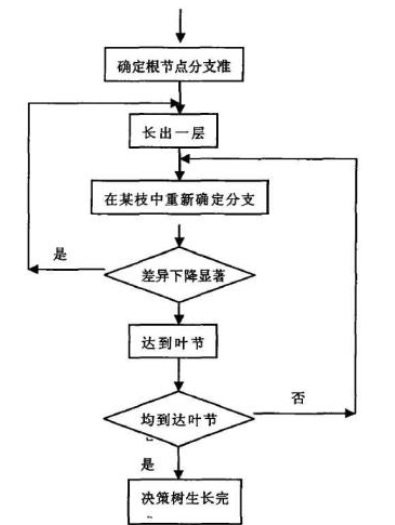 确定根节点分支准
长出一层
在某枝中重新确定分支
是
差异下降显著
达到叶节
否
均到达叶节
是
决策树生长完